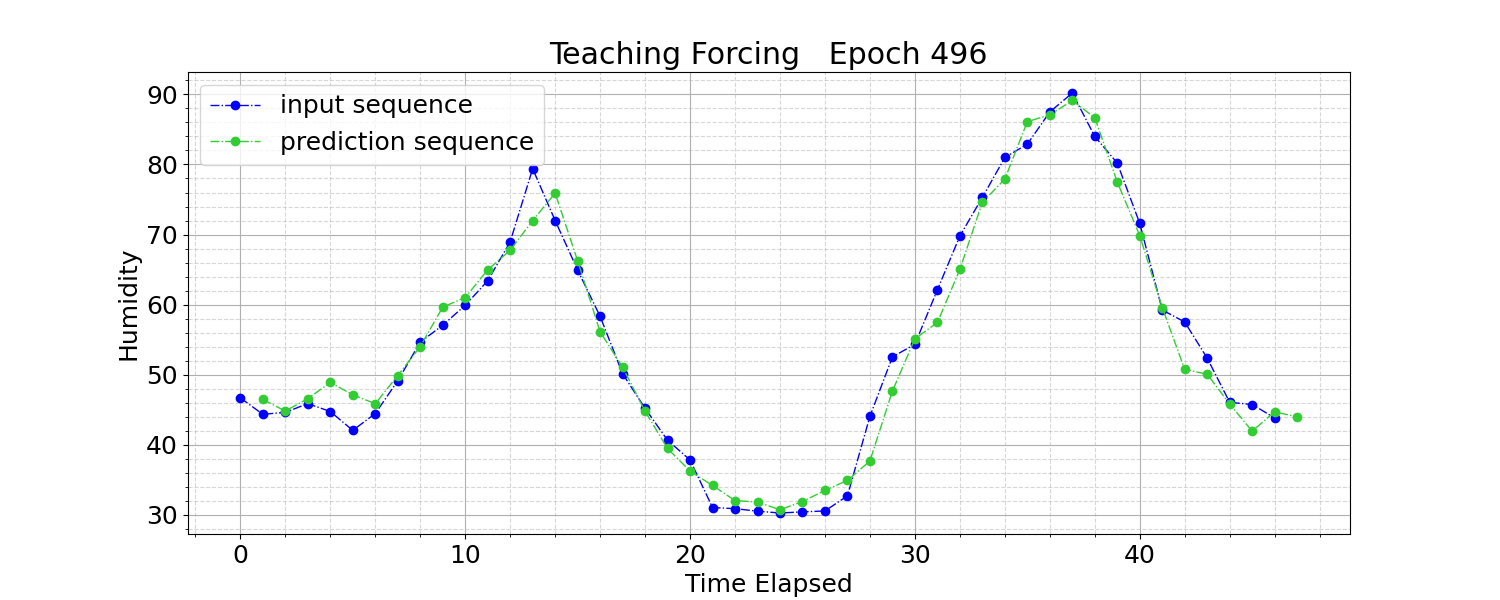 Teaching Forcing   Epoch 496
input sequence
prediction sequence
Humidity
90
80
70
60
50
40
30
0 10 20 30 40
Time Elapsed